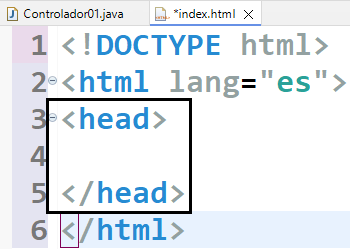 Controlador01.java *index.html
1 <!DOCTYPE html>
2 <html lang="es">
3 <head>
4
5 </head>
6 </html>